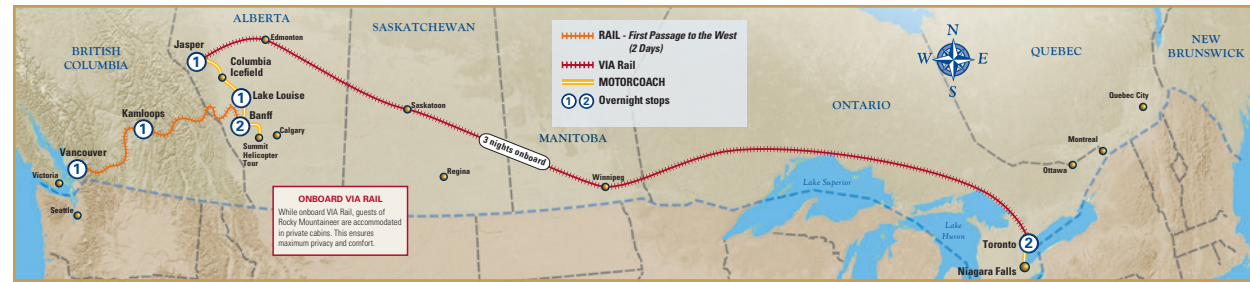 BRITISH
COLUMBIA
ALBERTA
SASKATCHEWAN
MANITOBA
ONTARIO
QUEBEC
NEW
BRUNSWICK
RAIL - First Passage to the West
(2 Days)
VIA Rail
MOTORCOACH
1 2 Overnight stops
N
W E
S
Jasper
1
Edmonton
Columbia
Icefield
1
Lake Louise
Banff
2
Calgary
Summit
Helicopter
Tour
Kamloops
1
Vancouver
1
Victoria
Seattle
Saskatoon
3 nights onboard
Regina
Winnipeg
Lake Superior
Lake
Huron
Toronto
2
Niagara Falls
Ottawa
Montreal
Quebec City
ONBOARD VIA RAIL
While onboard VIA Rail, guests of
Rocky Mountaineer are accommodated
in private cabins. This ensures
maximum privacy and comfort.